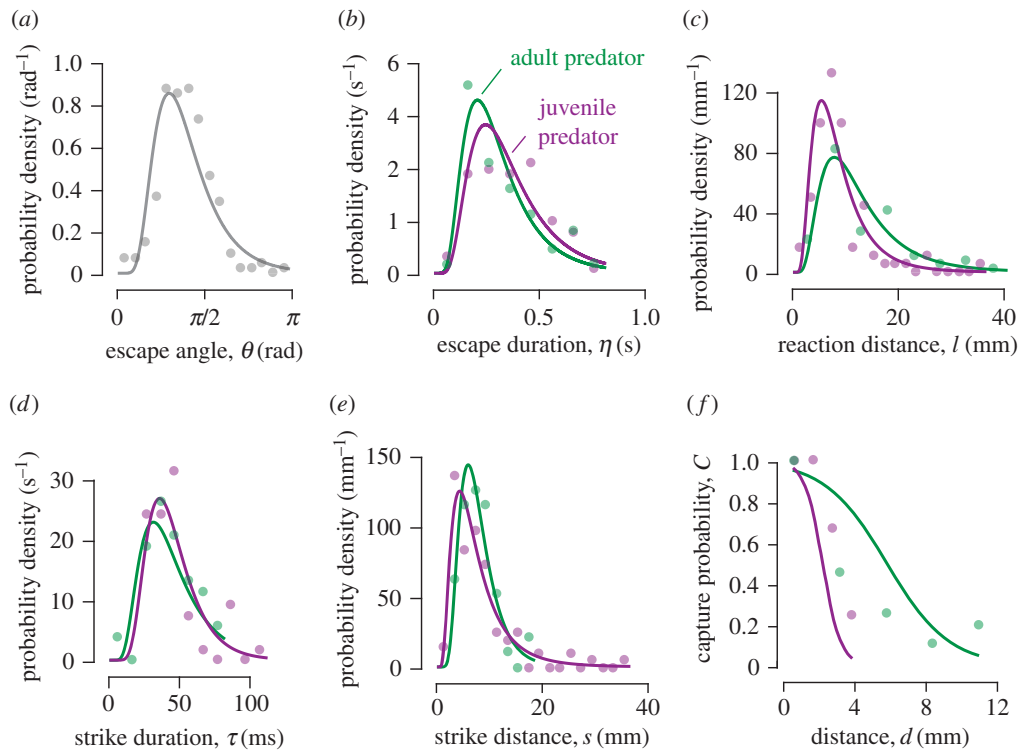 (a)
probability density (rad⁻¹)
1.0
0.8
0.6
0.4
0.2
0
0 π/2 π
escape angle, θ (rad)
(b)
probability density (s⁻¹)
6
4
3
2
1
0
adult predator
juvenile
predator
0 0.5 1.0
escape duration, η (s)
(c)
probability density (mm⁻¹)
120
80
40
0
0 20 40
reaction distance, l (mm)
(d)
probability density (s⁻¹)
30
20
10
0
0 50 100
strike duration, τ (ms)
(e)
probability density (mm⁻¹)
150
100
50
0
0 20 40
strike distance, s (mm)
(f)
capture probability, C
1.0
0.8
0.6
0.4
0.2
0
0 4 8 12
distance, d (mm)